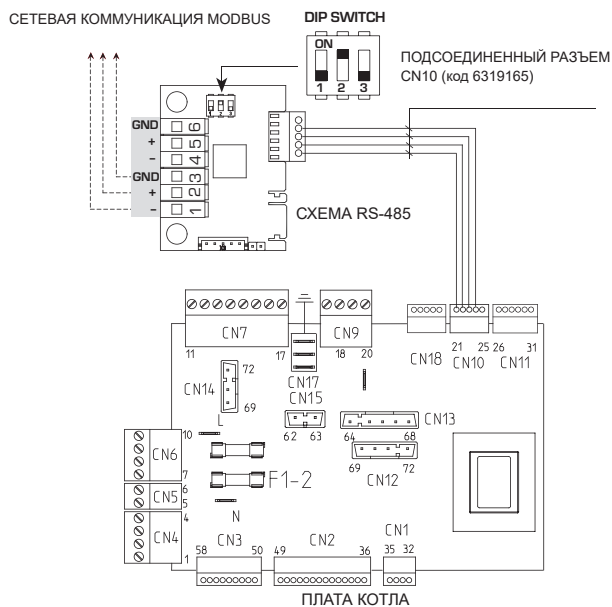 СЕТЕВАЯ КОММУНИКАЦИЯ MODBUS
DIP SWITCH
ON
1 2 3
ПОДСОЕДИНЕННЫЙ РАЗЪЕМ
CN10 (код 6319165)
GND 6
+ 5
- 4
GND 3
+ 2
- 1
СХЕМА RS-485
CN7
11 17
CN9
18 20
CN18
21 25
CN10
26 31
CN11
CN17
CN14
72
69
CN15
62 63
CN13
64 68
69 72
CN12
L
F1-2
N
10
CN6
7
6
CN5
5
4
CN4
1
58 50
CN3
49 36
CN2
CN1
35 32
ПЛАТА КОТЛА